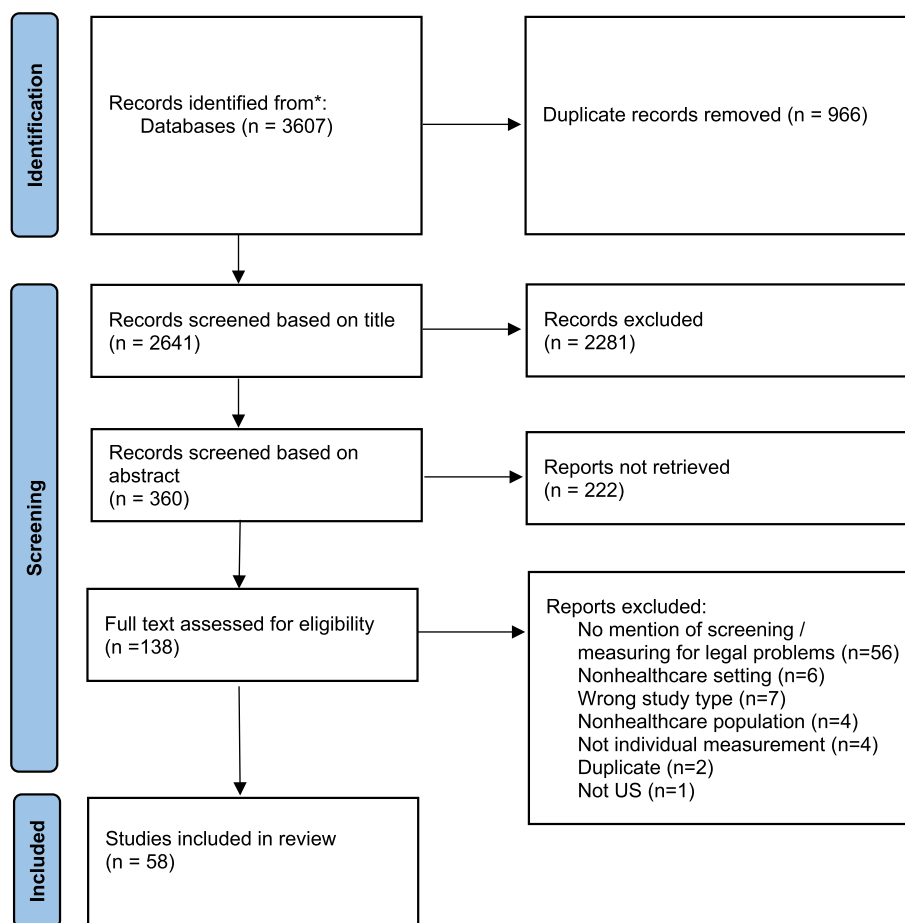 Identification
Records identified from*:
Databases (n = 3607)
Duplicate records removed (n = 966)
Screening
Records screened based on title
(n = 2641)
Records excluded
(n = 2281)
Records screened based on
abstract
(n = 360)
Reports not retrieved
(n = 222)
Full text assessed for eligibility
(n =138)
Reports excluded:
No mention of screening /
measuring for legal problems (n=56)
Nonhealthcare setting (n=6)
Wrong study type (n=7)
Nonhealthcare population (n=4)
Not individual measurement (n=4)
Duplicate (n=2)
Not US (n=1)
Included
Studies included in review
(n = 58)